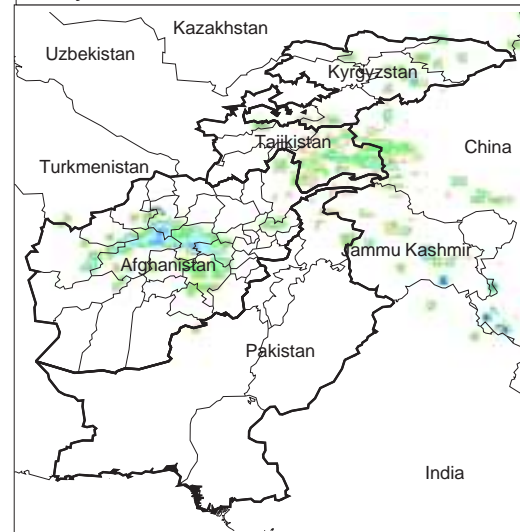 Kazakhstan
Uzbekistan
Kyrgyzstan
Tajikistan
China
Turkmenistan
Jammu Kashmir
Afghanistan
Pakistan
India